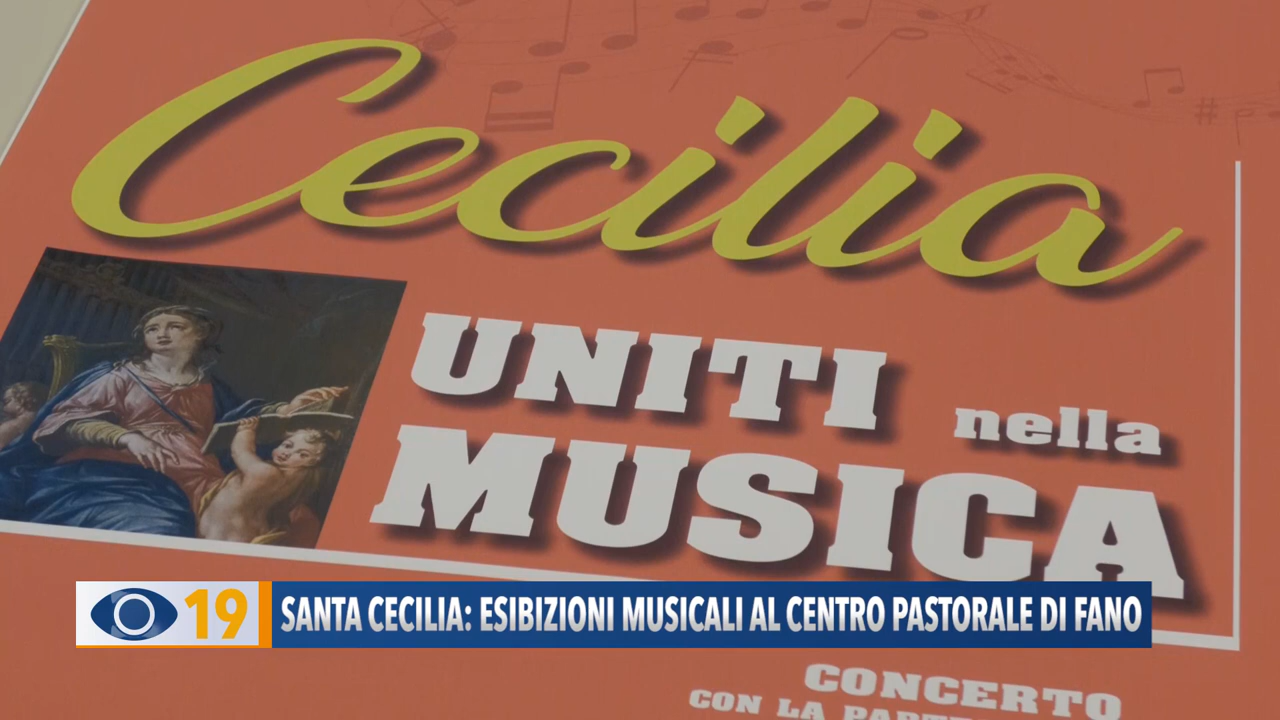 Cecilia
UNITI nella
MUSICA
19 SANTA CECILIA: ESIBIZIONI MUSICALI AL CENTRO PASTORALE DI FANO
CONCERTO
CON LA